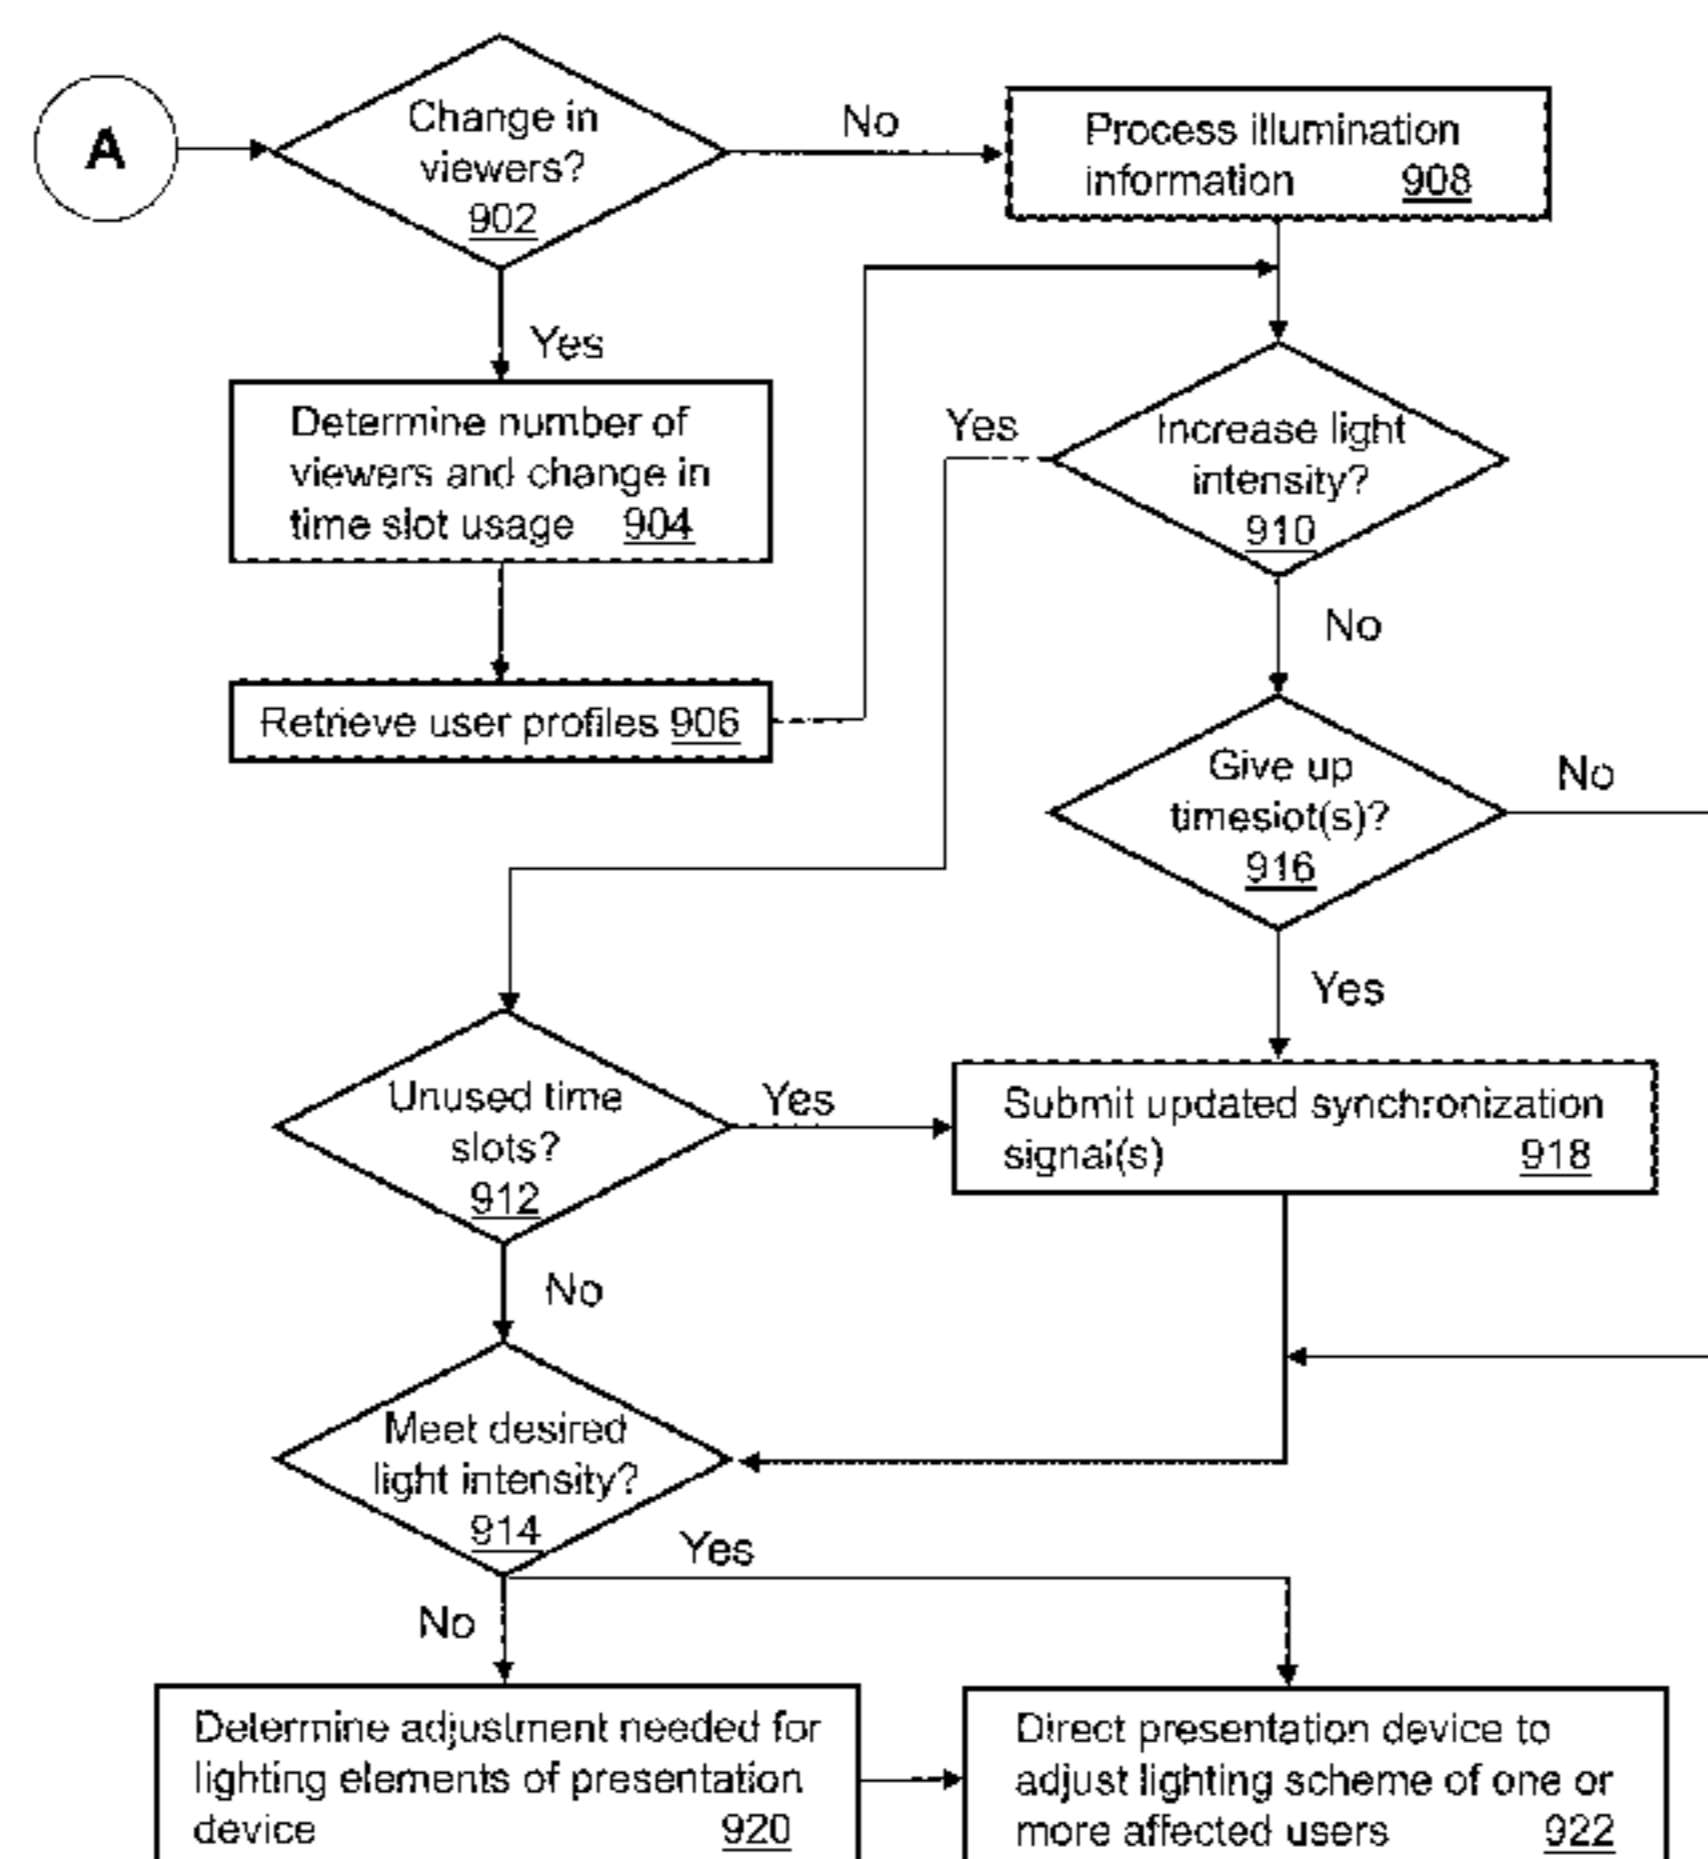 A
Change in
viewers?
902
No
Process illumination
information 908
Yes
Determine number of
viewers and change in
time slot usage 904
Retrieve user profiles 906
Yes
Increase light
intensity?
910
No
Give up
timeslot(s)?
916
No
Yes
Unused time
slots?
912
Yes
Submit updated synchronization
signal(s) 918
No
Meet desired
light intensity?
914
Yes
No
Determine adjustment needed for
lighting elements of presentation
device 920
Direct presentation device to
adjust lighting scheme of one or
more affected users 922